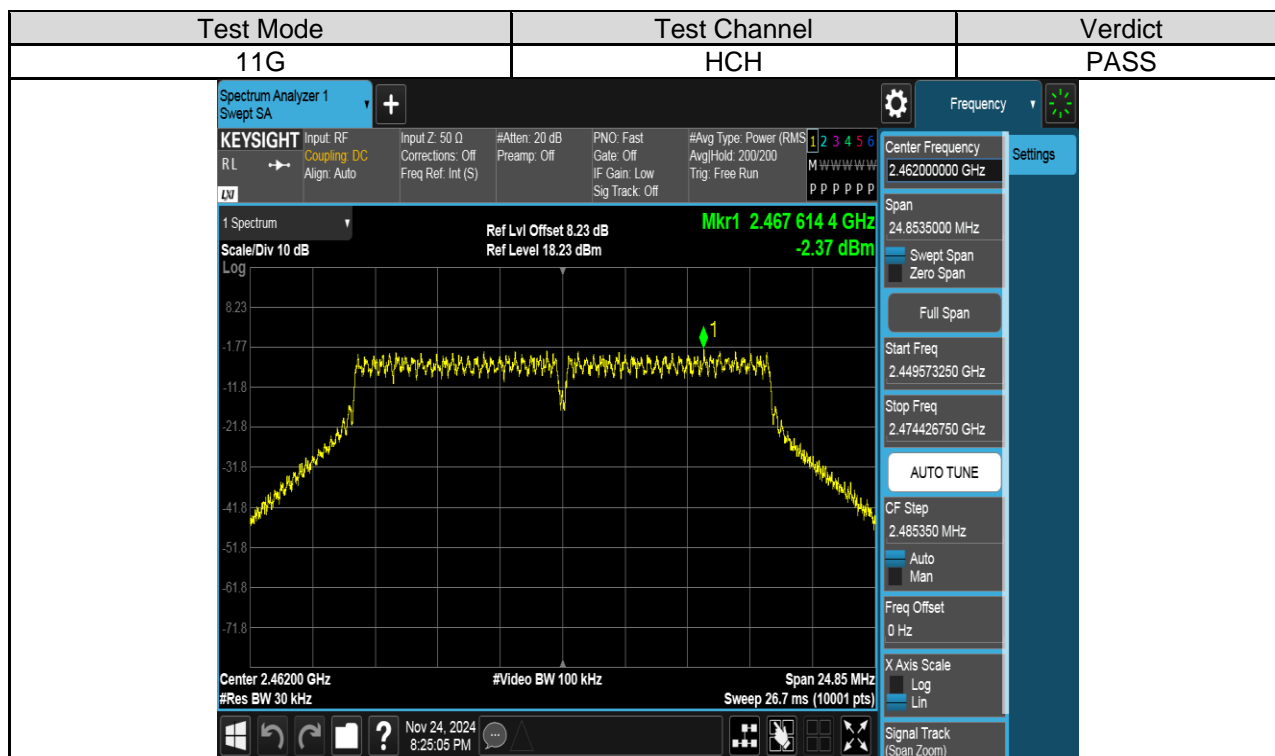 Test Mode Test Channel Verdict
11G HCH PASS
Spectrum Analyzer 1
Swept SA
+
Frequency
KEYSIGHT
R L
LXI
Input: RF
Coupling: DC
Align: Auto
Input Z: 50 Ω
Corrections: Off
Freq Ref: Int (S)
#Atten: 20 dB
Preamp: Off
PNO: Fast
Gate: Off
IF Gain: Low
Sig Track: Off
#Avg Type: Power (RMS
Avg|Hold: 200/200
Trig: Free Run
1 2 3 4 5 6
M W W W W W
P P P P P P
1 Spectrum
Scale/Div 10 dB
Log
Ref Lvl Offset 8.23 dB
Ref Level 18.23 dBm
Mkr1 2.467 614 4 GHz
-2.37 dBm
8.23
-1.77
-11.8
-21.8
-31.8
-41.8
-51.8
-61.8
-71.8
1
Center 2.46200 GHz
#Res BW 30 kHz
#Video BW 100 kHz
Span 24.85 MHz
Sweep 26.7 ms (10001 pts)
?
Nov 24, 2024
8:25:05 PM
Center Frequency
2.462000000 GHz
Span
24.8535000 MHz
Swept Span
Zero Span
Full Span
Start Freq
2.449573250 GHz
Stop Freq
2.474426750 GHz
AUTO TUNE
CF Step
2.485350 MHz
Auto
Man
Freq Offset
0 Hz
X Axis Scale
Log
Lin
Signal Track
(Span Zoom)
Settings